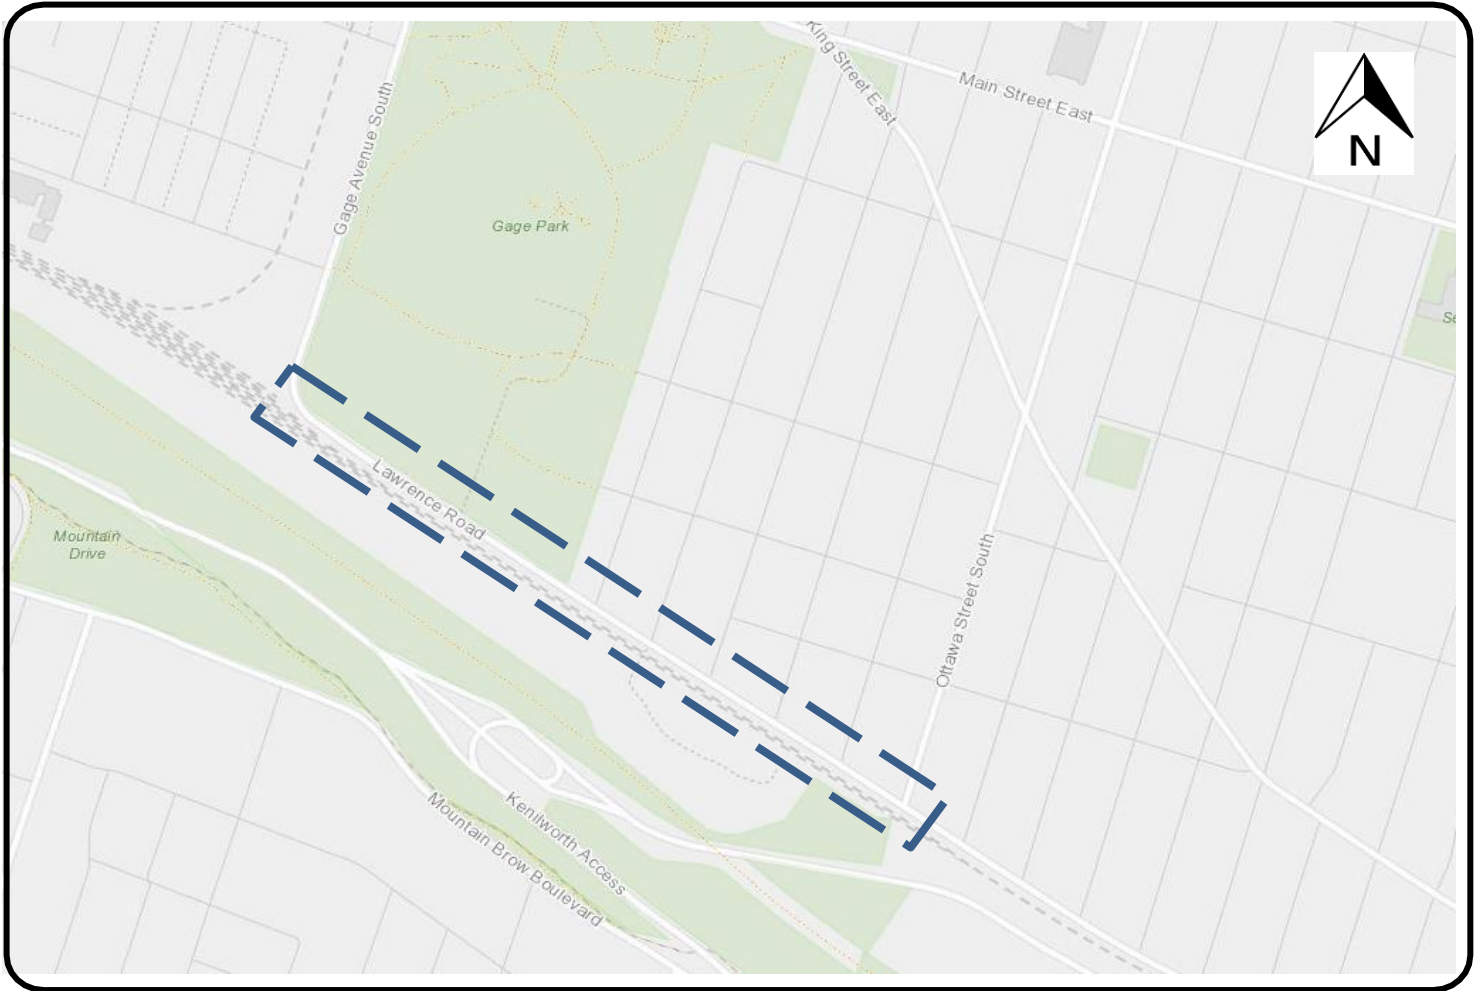 King Street East
Main Street East
N
Gage Avenue South
Gage Park
Lawrence Road
Mountain
Drive
Ottawa Street South
Kenilworth Access
Mountain Brow Boulevard